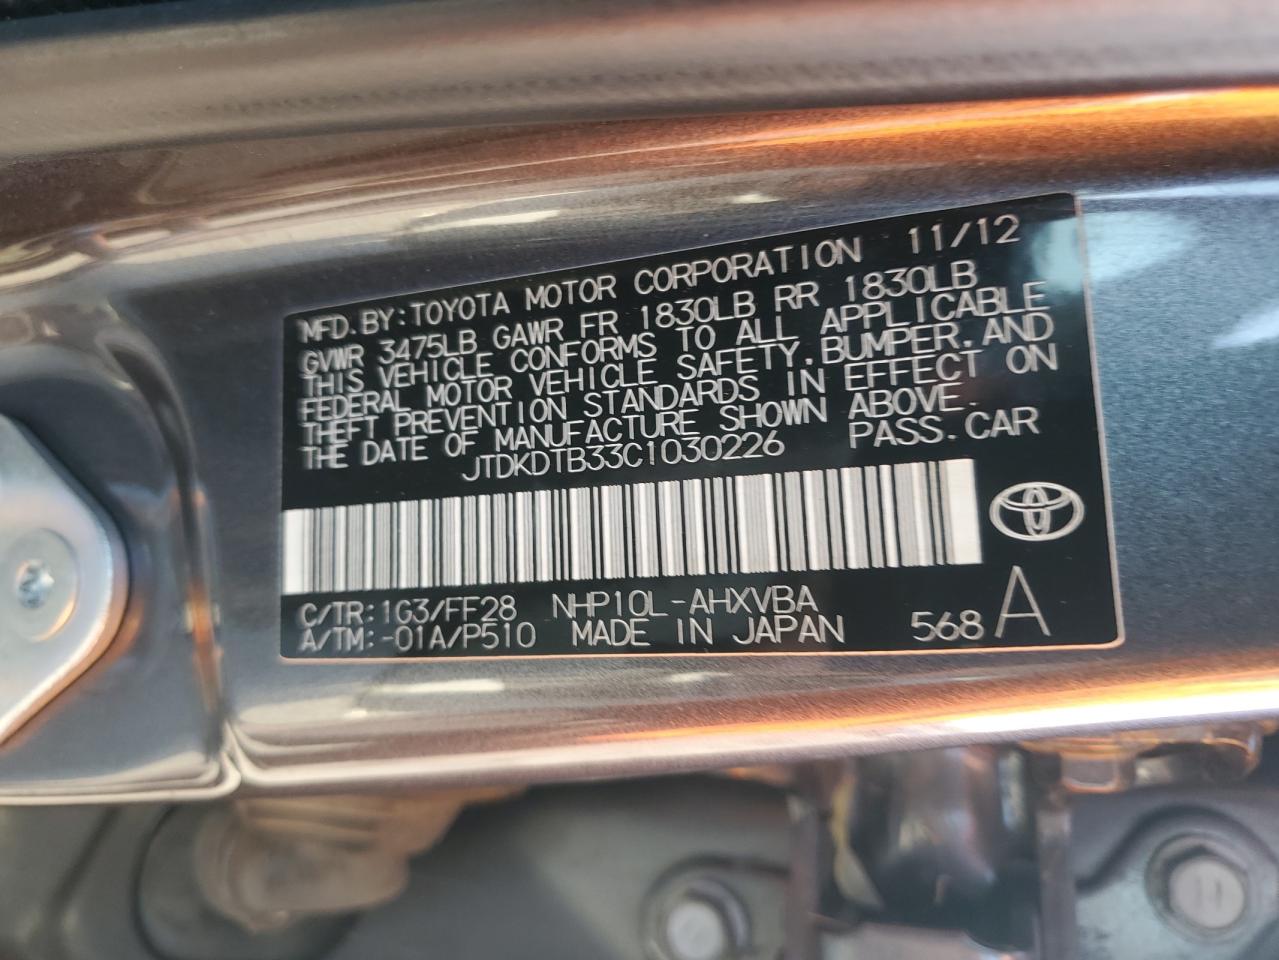 MFD. BY: TOYOTA MOTOR CORPORATION 11/12
GVWR 3475LB GAWR FR 1830LB RR 1830LB
THIS VEHICLE CONFORMS TO ALL APPLICABLE
FEDERAL MOTOR VEHICLE SAFETY, BUMPER, AND
THEFT PREVENTION STANDARDS IN EFFECT ON
THE DATE OF MANUFACTURE SHOWN ABOVE.
JTDKDTB33C1030226 PASS. CAR
C/TR: 1G3/FF28 NHP10L-AHXVBA
A/TM: -01A/P510 MADE IN JAPAN 568 A